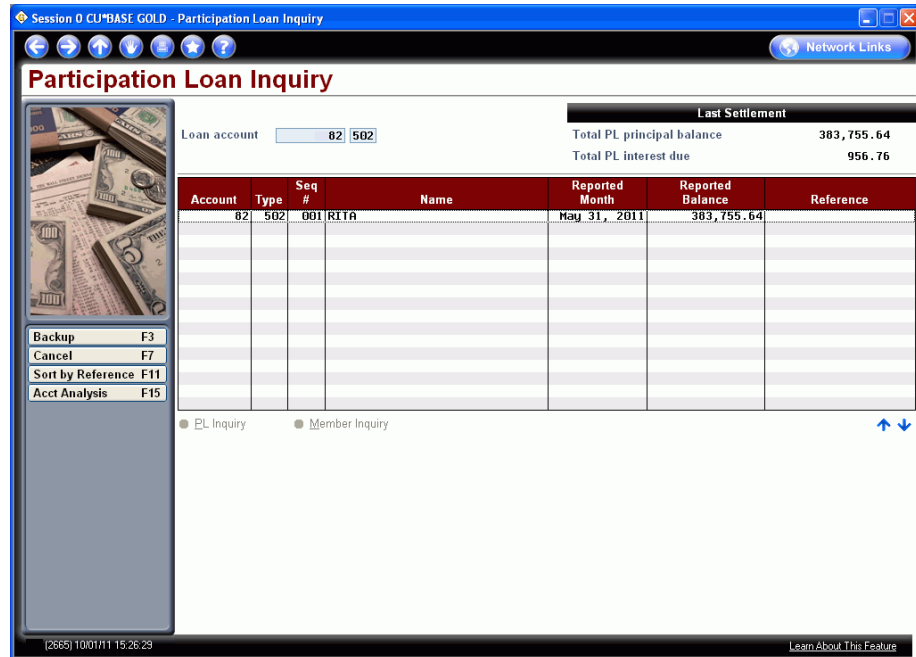 Session 0 CU*BASE GOLD - Participation Loan Inquiry
Network Links
Participation Loan Inquiry
Last Settlement
Loan account 82 502
Total PL principal balance 383,755.64
Total PL interest due 956.76
Account Type Seq # Name Reported Month Reported Balance Reference
82 502 001 RITA May 31, 2011 383,755.64
Backup F3
Cancel F7
Sort by Reference F11
Acct Analysis F15
PL Inquiry Member Inquiry
(2665) 10/01/11 15:26:29
Learn About This Feature